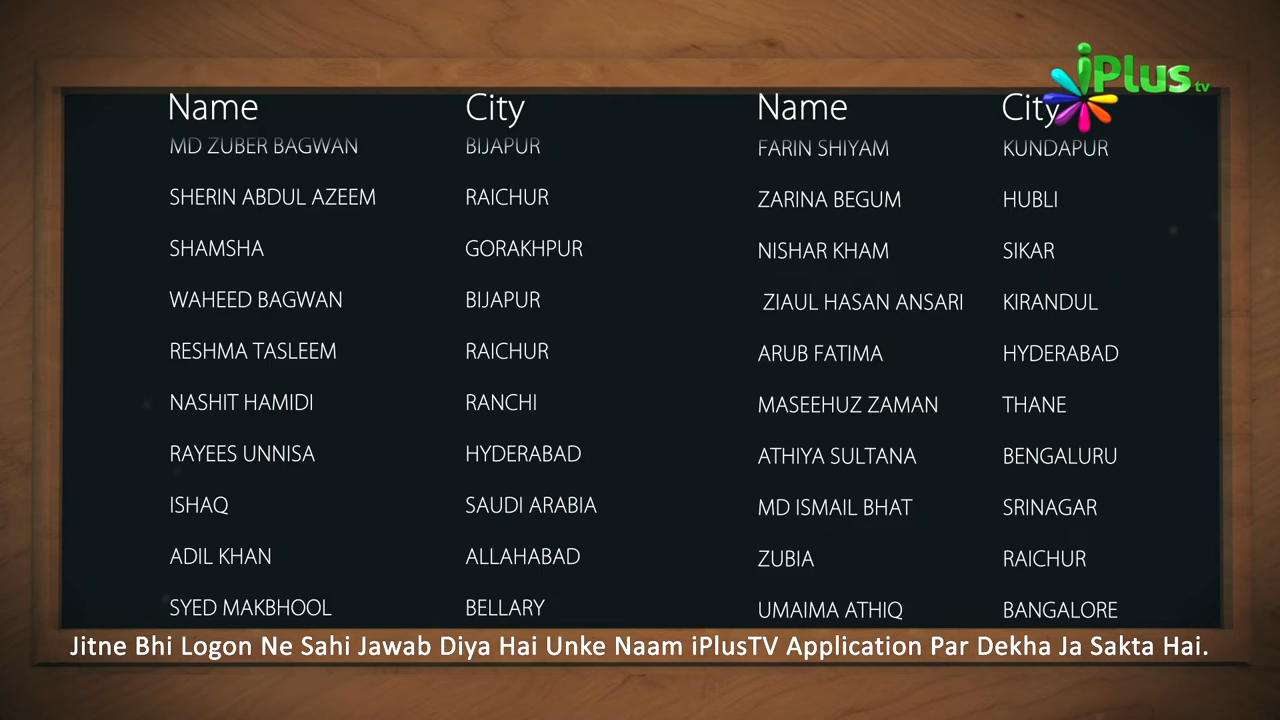 iPlus tv
Name City Name City
MD ZUBER BAGWAN BIJAPUR FARIN SHIYAM KUNDAPUR
SHERIN ABDUL AZEEM RAICHUR ZARINA BEGUM HUBLI
SHAMSHA GORAKHPUR NISHAR KHAM SIKAR
WAHEED BAGWAN BIJAPUR ZIAUL HASAN ANSARI KIRANDUL
RESHMA TASLEEM RAICHUR ARUB FATIMA HYDERABAD
NASHIT HAMIDI RANCHI MASEEHUZ ZAMAN THANE
RAYEES UNNISA HYDERABAD ATHIYA SULTANA BENGALURU
ISHAQ SAUDI ARABIA MD ISMAIL BHAT SRINAGAR
ADIL KHAN ALLAHABAD ZUBIA RAICHUR
SYED MAKBHOOL BELLARY UMAIMA ATHIQ BANGALORE
Jitne Bhi Logon Ne Sahi Jawab Diya Hai Unke Naam iPlusTV Application Par Dekha Ja Sakta Hai.